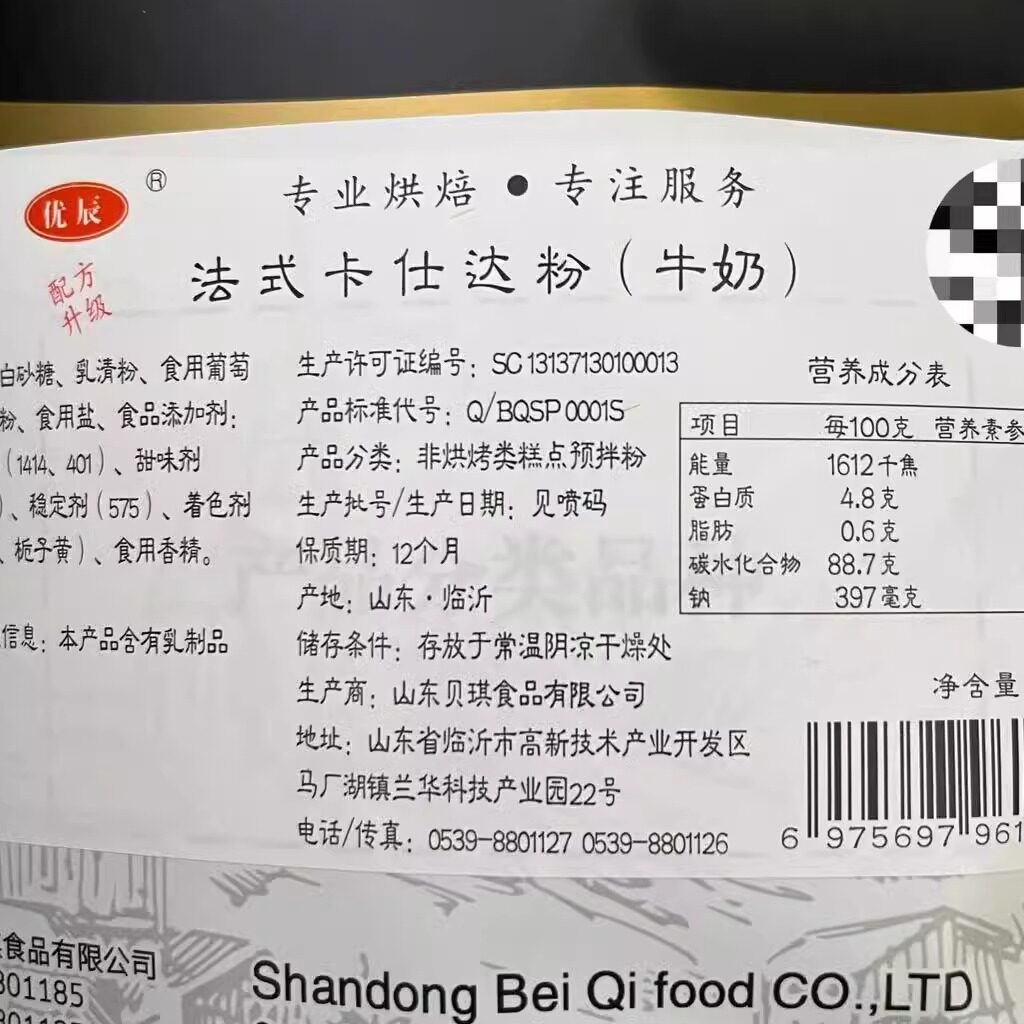 优辰 ®
专业烘焙 • 专注服务
配方
升级
法式卡仕达粉（牛奶）
白砂糖、乳清粉、食用葡萄
粉、食用盐、食品添加剂：
（1414、401）、甜味剂
）、稳定剂（575）、着色剂
、栀子黄）、食用香精。
信息：本产品含有乳制品
生产许可证编号：SC13137130100013
产品标准代号：Q/BQSP0001S
产品分类：非烘烤类糕点预拌粉
生产批号/生产日期：见喷码
保质期：12个月
产地：山东·临沂
储存条件：存放于常温阴凉干燥处
生产商：山东贝琪食品有限公司
地址：山东省临沂市高新技术产业开发区
马厂湖镇兰华科技产业园22号
电话/传真：0539-8801127 0539-8801126
营养成分表
项目 每100克 营养素参
能量 1612千焦
蛋白质 4.8克
脂肪 0.6克
碳水化合物 88.7克
钠 397毫克
净含量
6 975697 961
食品有限公司
801185
Shandong Bei Qi food CO.,LTD